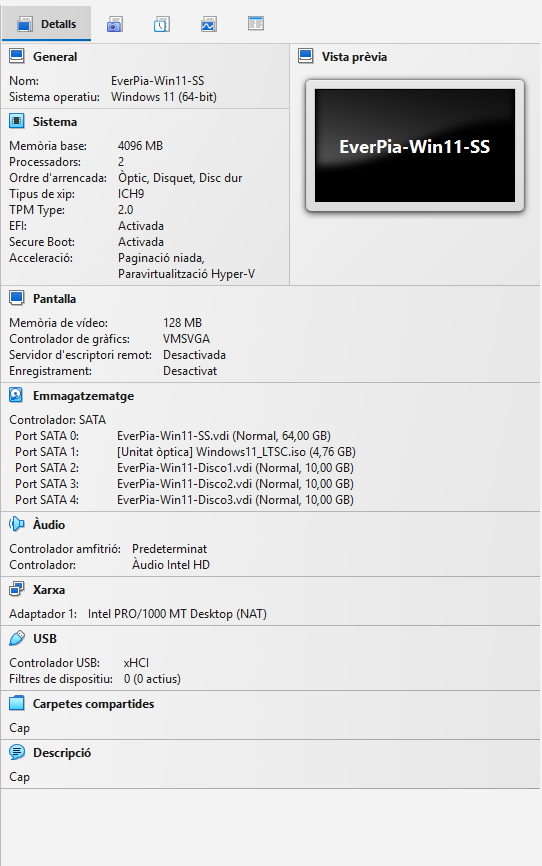 Detalls
General
Nom: EverPia-Win11-SS
Sistema operatiu: Windows 11 (64-bit)
Vista prèvia
EverPia-Win11-SS
Sistema
Memòria base: 4096 MB
Processadors: 2
Ordre d'arrencada: Òptic, Disquet, Disc dur
Tipus de xip: ICH9
TPM Type: 2.0
EFI: Activada
Secure Boot: Activada
Acceleració: Paginació niada,
Paravirtualització Hyper-V
Pantalla
Memòria de vídeo: 128 MB
Controlador de gràfics: VMSVGA
Servidor d'escriptori remot: Desactivada
Enregistrament: Desactivat
Emmagatzematge
Controlador: SATA
Port SATA 0: EverPia-Win11-SS.vdi (Normal, 64,00 GB)
Port SATA 1: [Unitat òptica] Windows11_LTSC.iso (4,76 GB)
Port SATA 2: EverPia-Win11-Disco1.vdi (Normal, 10,00 GB)
Port SATA 3: EverPia-Win11-Disco2.vdi (Normal, 10,00 GB)
Port SATA 4: EverPia-Win11-Disco3.vdi (Normal, 10,00 GB)
Àudio
Controlador amfitrió: Predeterminat
Controlador: Àudio Intel HD
Xarxa
Adaptador 1: Intel PRO/1000 MT Desktop (NAT)
USB
Controlador USB: xHCI
Filtres de dispositiu: 0 (0 actius)
Carpetes compartides
Cap
Descripció
Cap